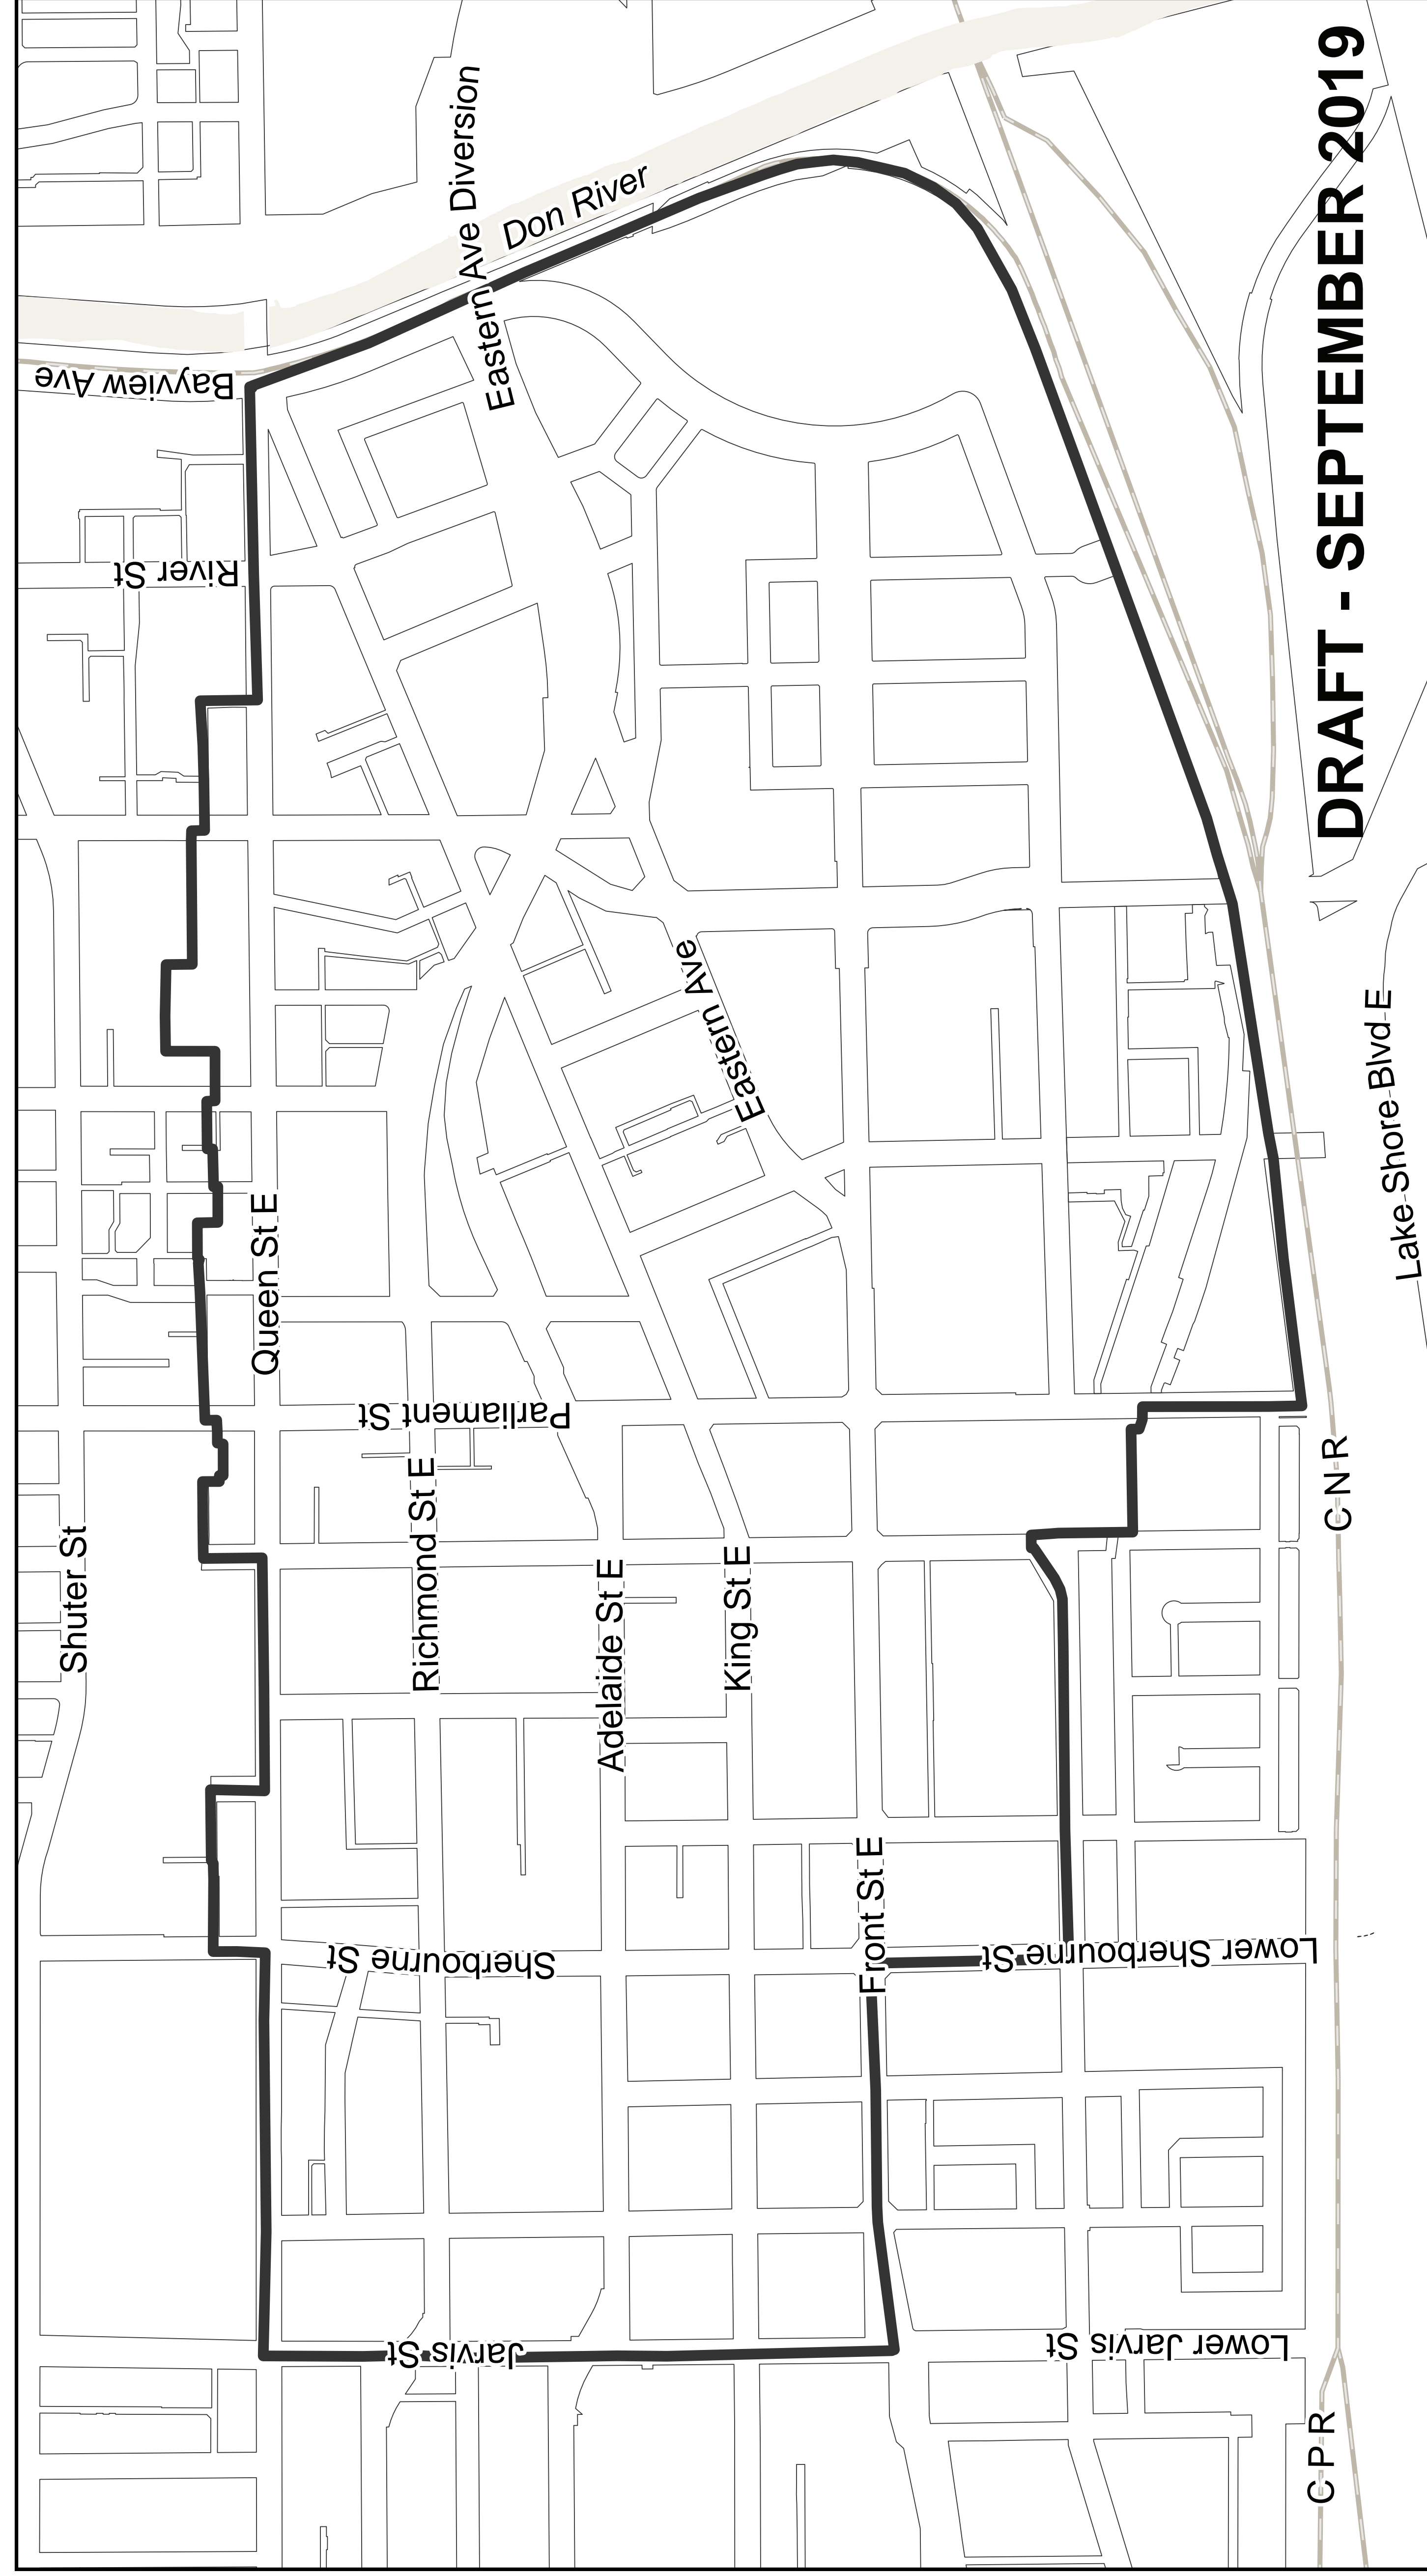 Shuter St
Queen St E
Richmond St E
Adelaide St E
King St E
Front St E
Eastern Ave
Eastern Ave Diversion
Don River
Bayview Ave
River St
Parliament St
Sherbourne St
Lower Sherbourne St
Jarvis St
Lower Jarvis St
Lake Shore Blvd E
C N R
C P R
DRAFT - SEPTEMBER 2019